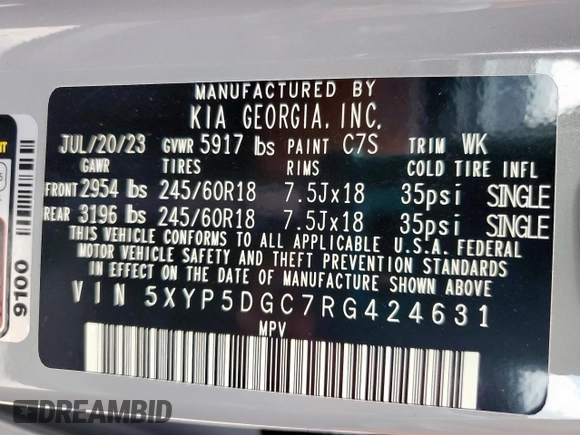 MANUFACTURED BY
KIA GEORGIA, INC.
JUL/20/23 GVWR 5917 lbs PAINT C7S TRIM WK
GAWR TIRES RIMS COLD TIRE INFL
FRONT 2954 lbs 245/60R18 7.5Jx18 35psi SINGLE
REAR 3196 lbs 245/60R18 7.5Jx18 35psi SINGLE
THIS VEHICLE CONFORMS TO ALL APPLICABLE U.S.A. FEDERAL
MOTOR VEHICLE SAFETY AND THEFT PREVENTION STANDARDS
IN EFFECT ON THE DATE OF MANUFACTURE SHOWN ABOVE
VIN 5XYP5DGC7RG424631
MPV
9100
DREAMBID